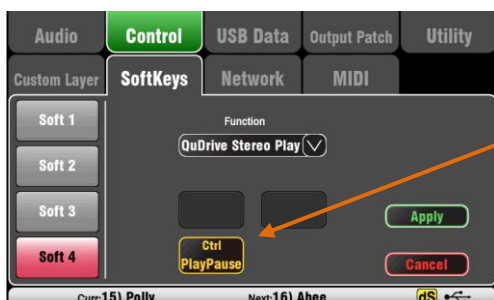 Audio Control USB Data Output Patch Utility
Custom Layer SoftKeys Network MIDI
Soft 1
Function
QuDrive Stereo Play
Soft 2
Soft 3
Apply
Soft 4
Ctrl
PlayPause
Cancel
Curr:15) Polly Next:16) Abee dS